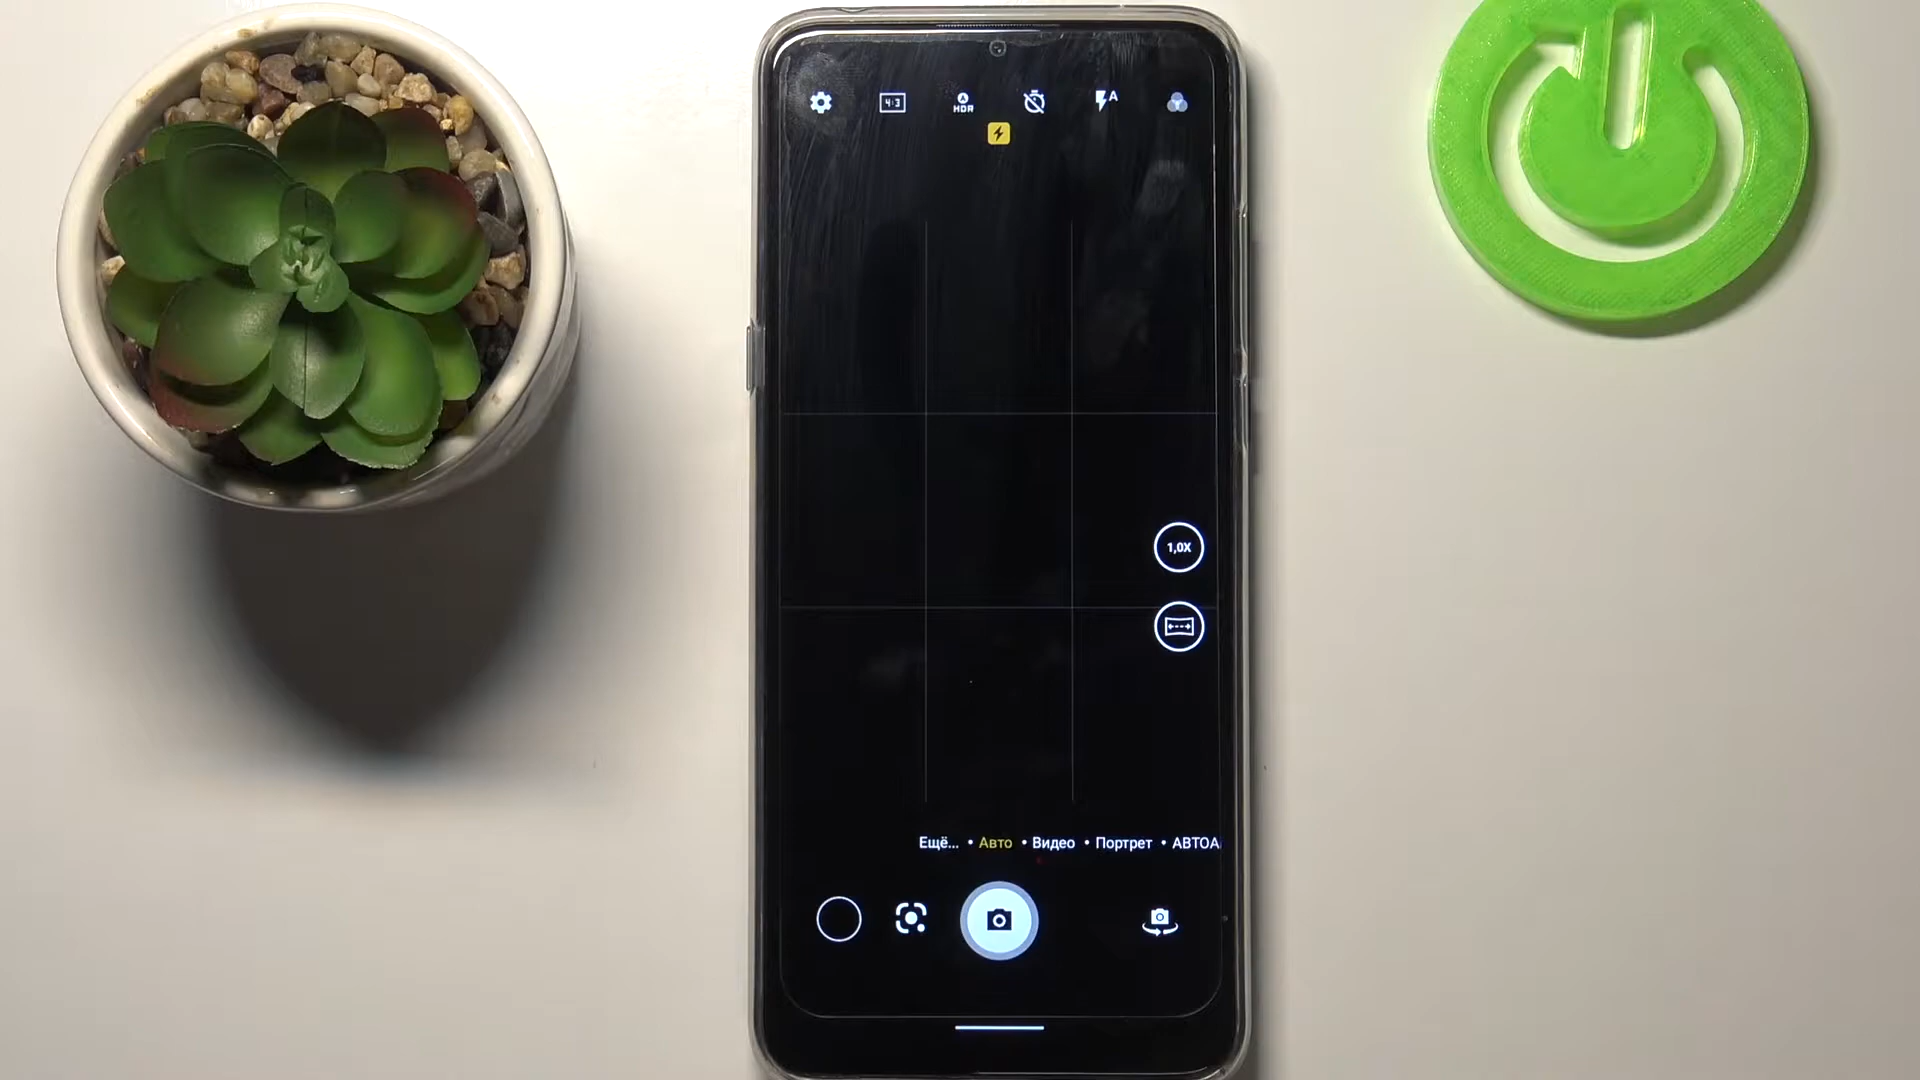 4:3
A
HDR
A
1,0X
Ещё... • Авто • Видео • Портрет • АВТОА